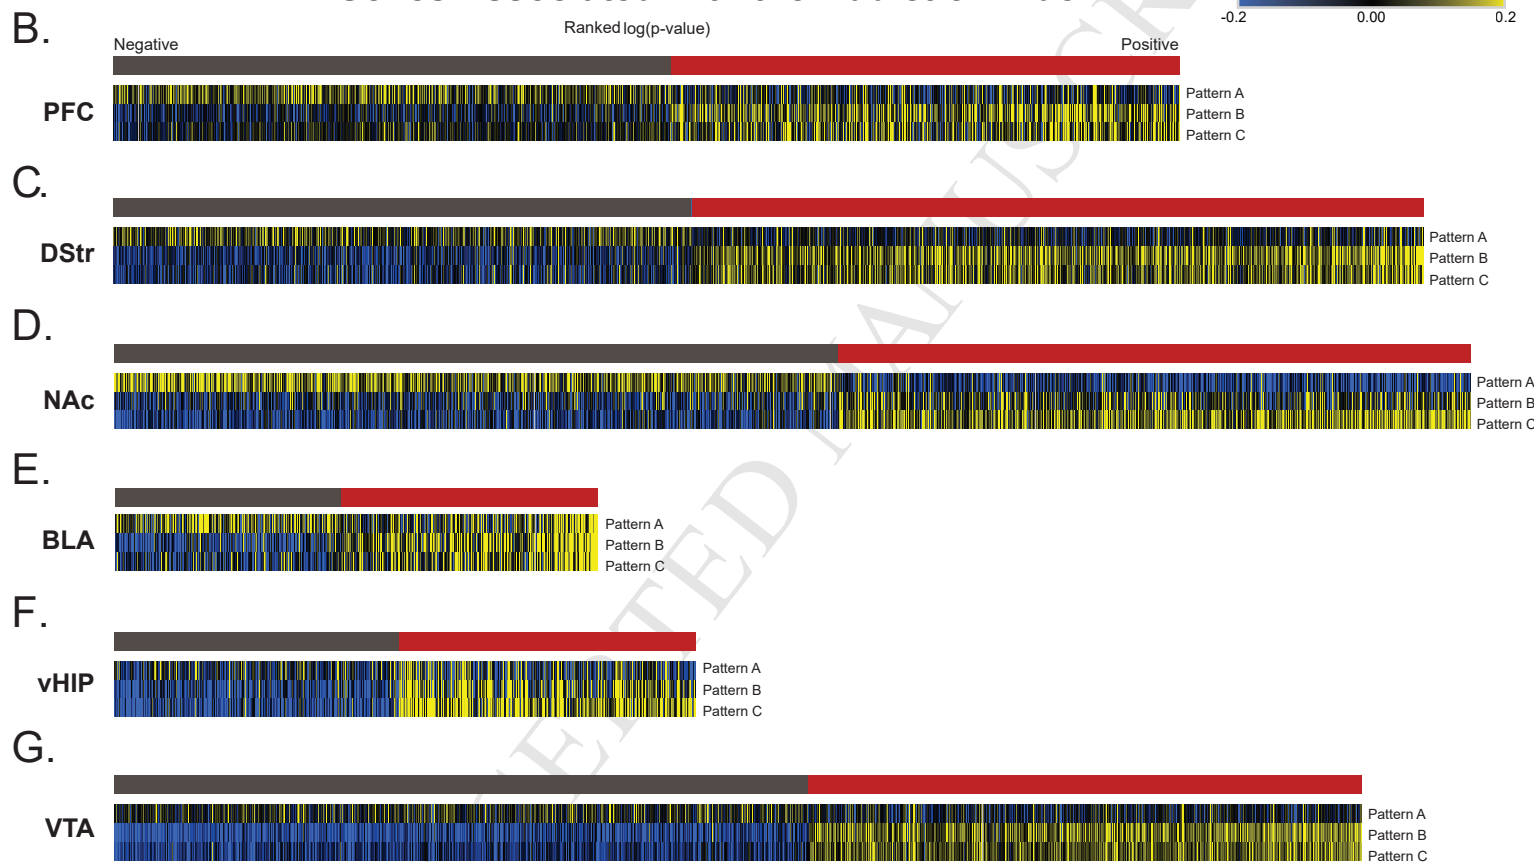 B.
Ranked log(p-value)
-0.2 0.00 0.2
Negative Positive
PFC
Pattern A
Pattern B
Pattern C
C.
DStr
Pattern A
Pattern B
Pattern C
D.
NAc
Pattern A
Pattern B
Pattern C
E.
BLA
Pattern A
Pattern B
Pattern C
F.
vHIP
Pattern A
Pattern B
Pattern C
G.
VTA
Pattern A
Pattern B
Pattern C